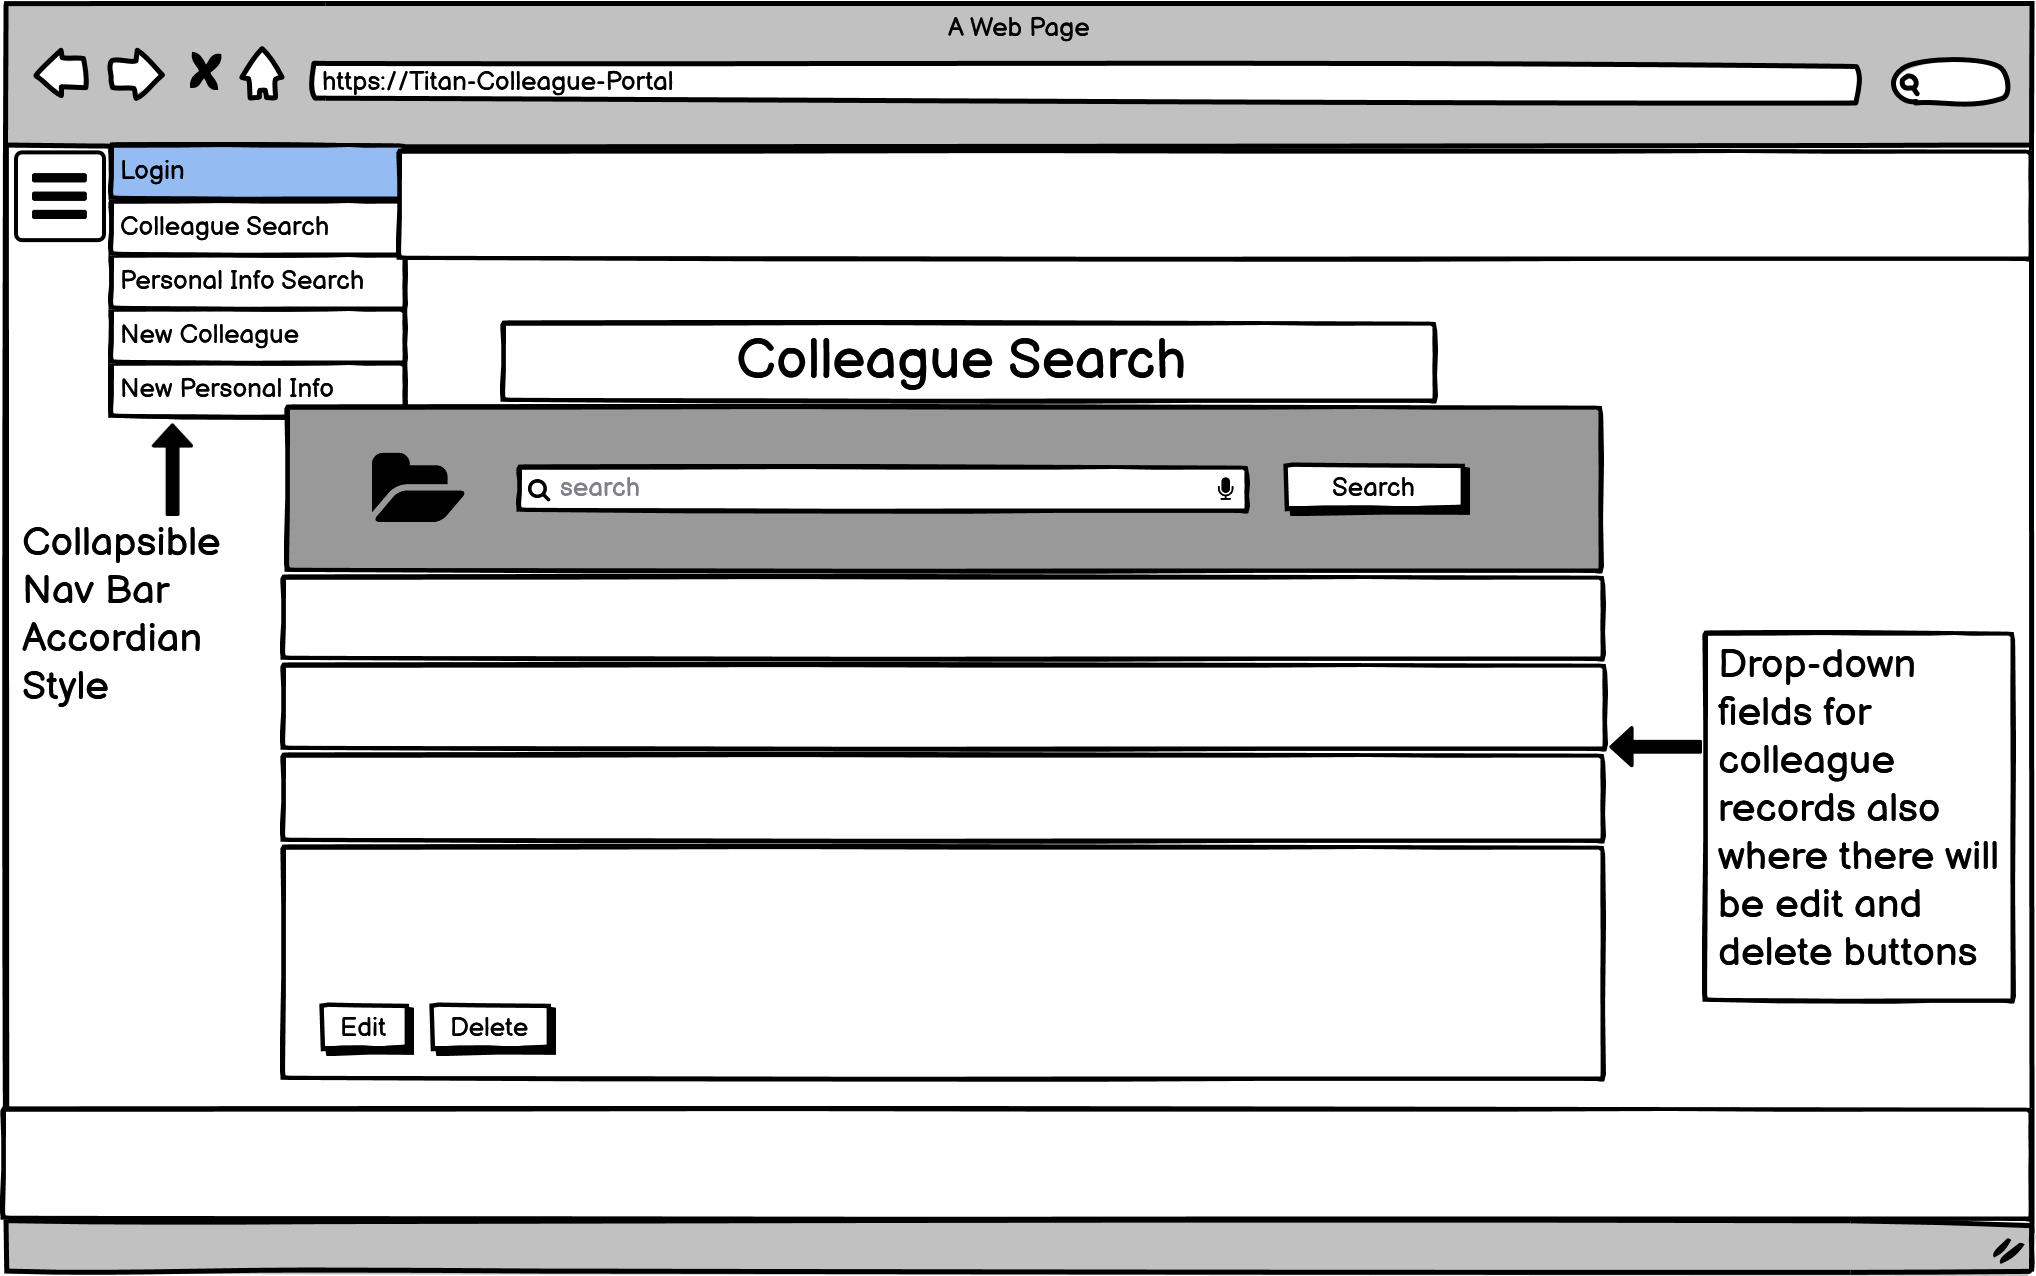 A Web Page
https://Titan-Colleague-Portal
Login
Colleague Search
Personal Info Search
New Colleague
New Personal Info
Colleague Search
search
Search
Collapsible
Nav Bar
Accordian
Style
Drop-down
fields for
colleague
records also
where there will
be edit and
delete buttons
Edit
Delete